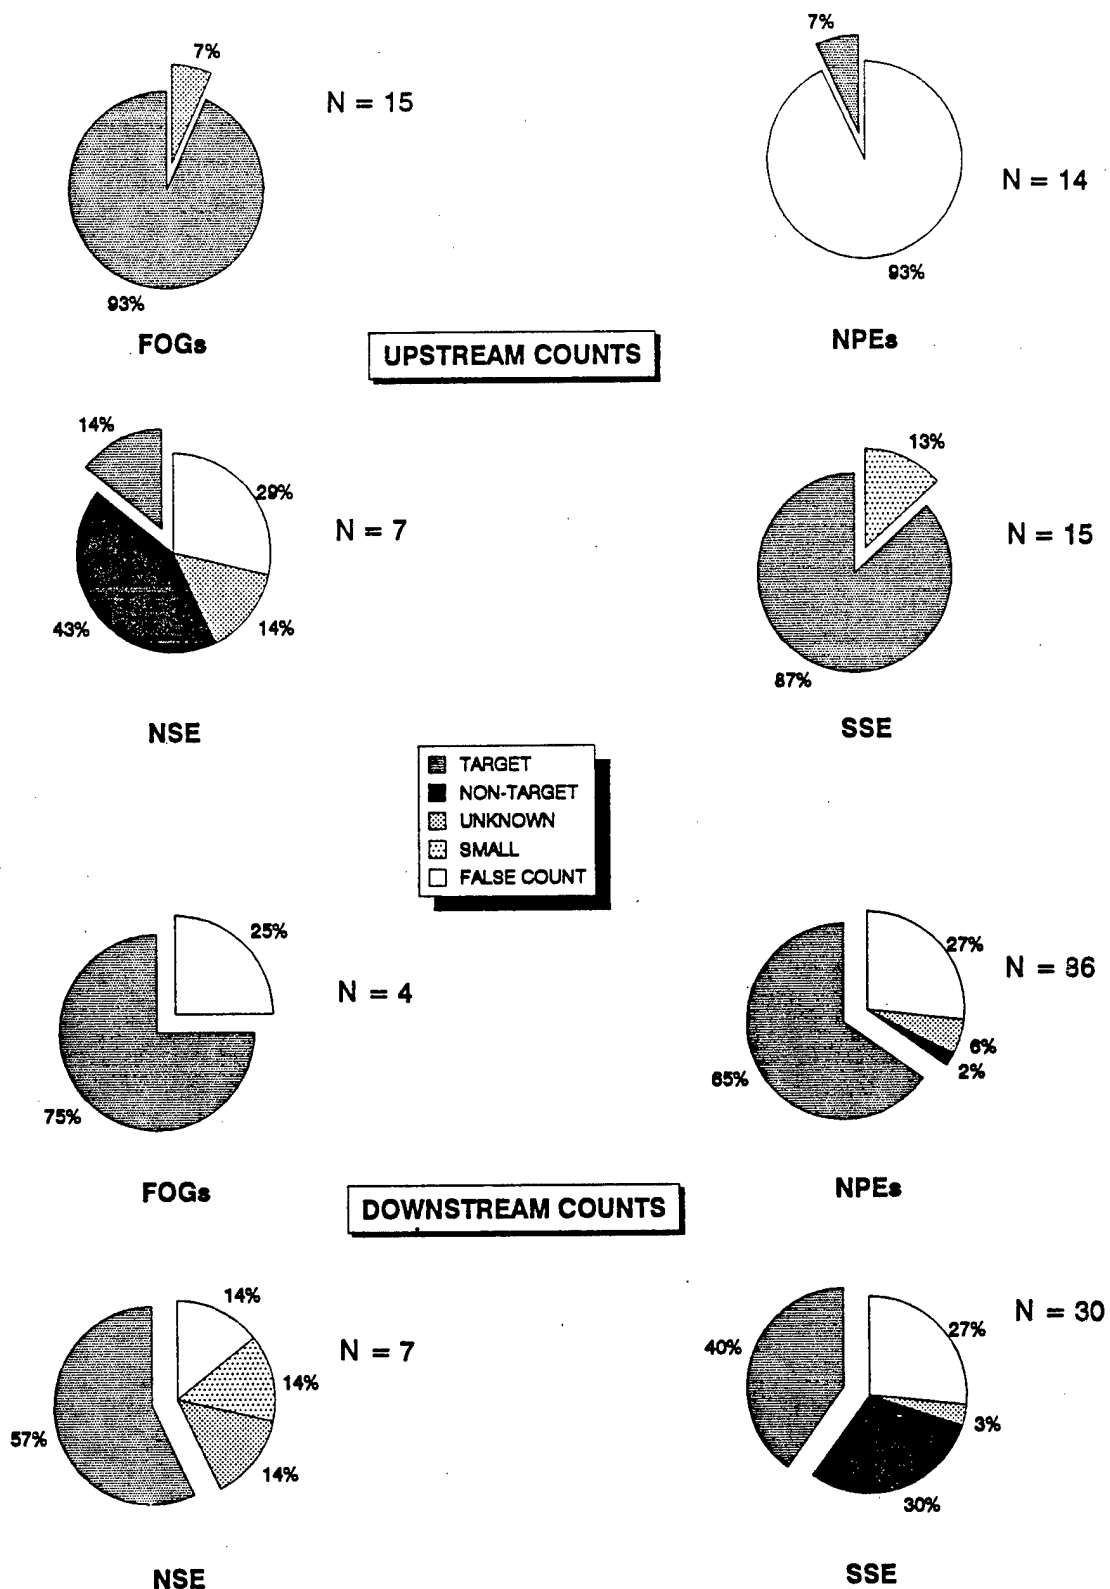 7%
N = 15
93%
FOGs
7%
N = 14
93%
NPEs
UPSTREAM COUNTS
14%
29%
N = 7
43%
14%
NSE
13%
N = 15
87%
SSE
TARGET
NON-TARGET
UNKNOWN
SMALL
FALSE COUNT
25%
N = 4
75%
FOGs
27%
N = 86
6%
2%
65%
NPEs
DOWNSTREAM COUNTS
14%
N = 7
14%
57%
14%
NSE
N = 30
27%
40%
3%
30%
SSE